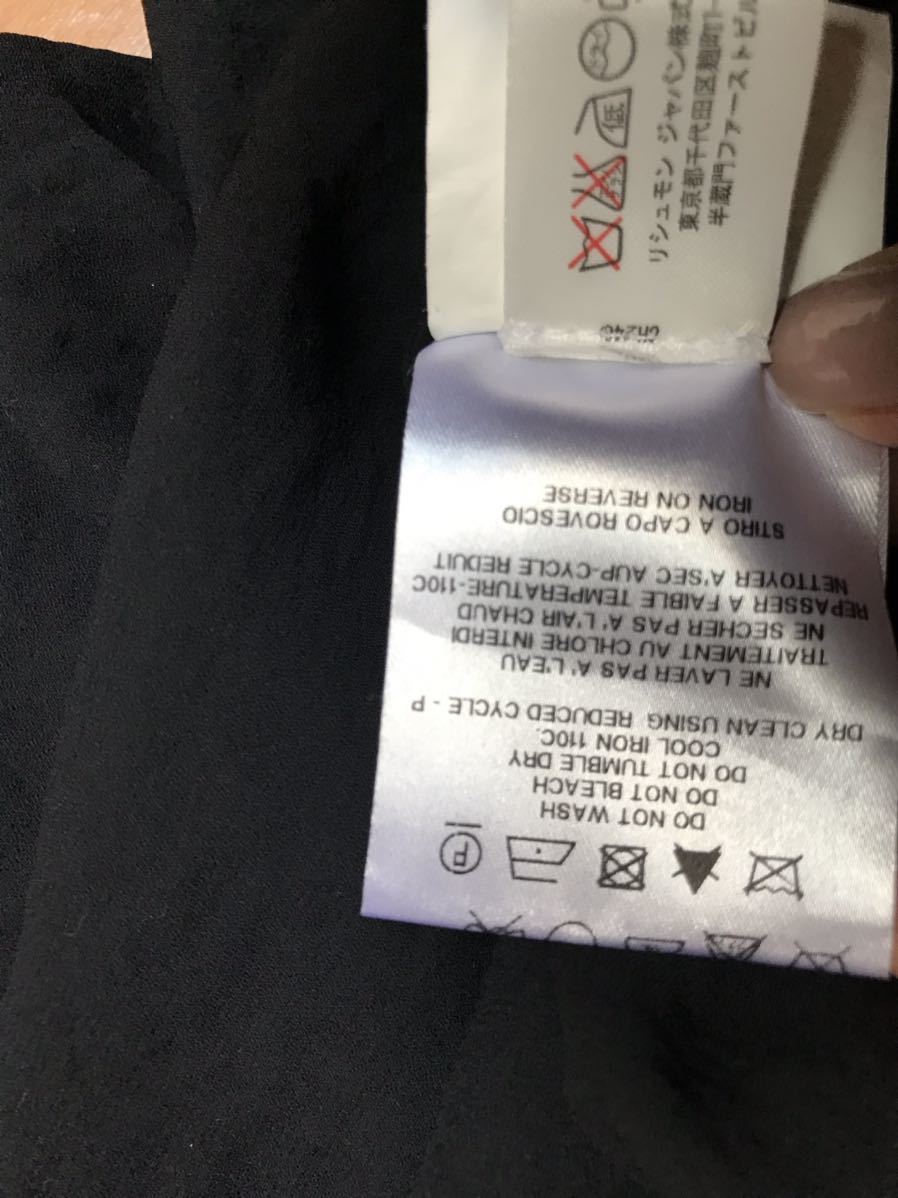 リシュモン ジャパン株式
東京都千代田区麹町1-
半蔵門ファーストビル
低
DO NOT WASH
DO NOT BLEACH
DO NOT TUMBLE DRY
COOL IRON 110C.
DRY CLEAN USING REDUCED CYCLE - P
NE LAVER PAS A'L'EAU
TRAITEMENT AU CHLORE INTERDI
NE SECHER PAS A'L'AIR CHAUD
REPASSER A FAIBLE TEMPERATURE-110C
NETTOYER A'SEC AUP-CYCLE REDUIT
STIRO A CAPO ROVESCIO
IRON ON REVERSE
P